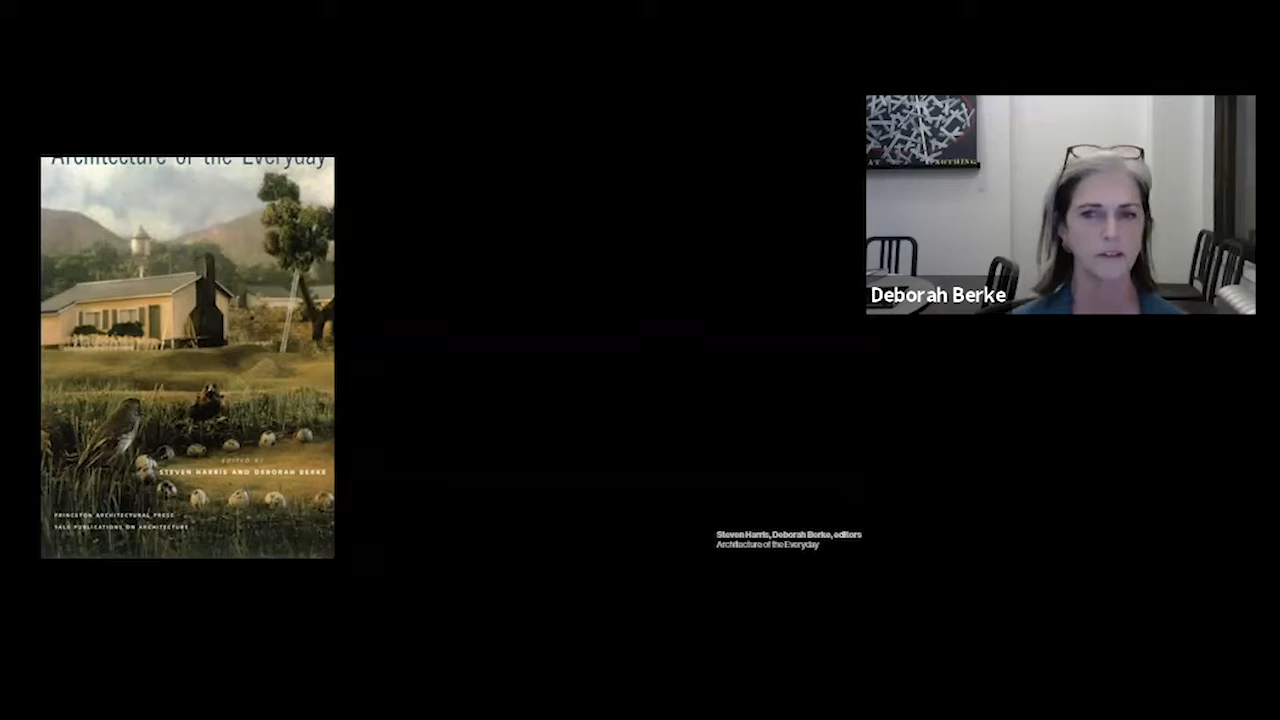 Architecture of the Everyday
EDITED BY
STEVEN HARRIS AND DEBORAH BERKE
PRINCETON ARCHITECTURAL PRESS
YALE PUBLICATIONS ON ARCHITECTURE
Deborah Berke
Steven Harris, Deborah Berke, editors
Architecture of the Everyday